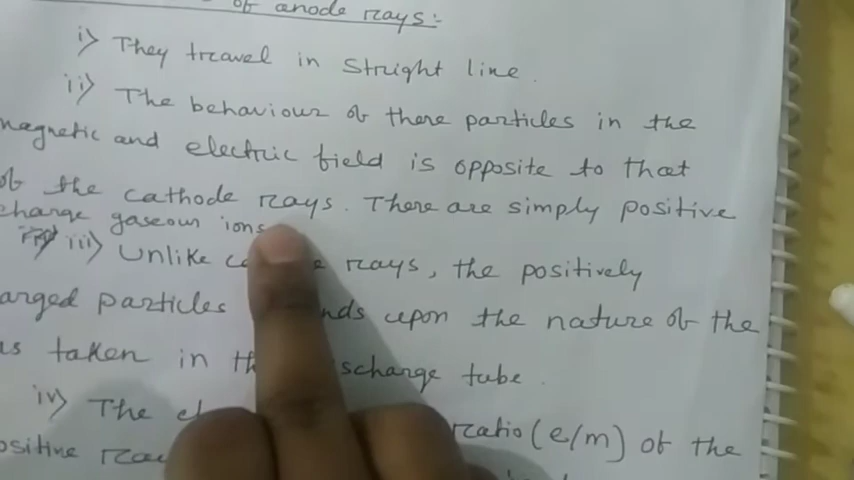 of anode rays:-
i) They travel in stright line.
ii) The behaviour of there particles in the
magnetic and electric field is opposite to that
of the cathode rays. There are simply positive
charge gaseous ions
iii) Unlike rays, the positively
arged particles nds upon the nature of the
as taken in th scharge tube.
iv) The ratio (e/m) of the
ositive